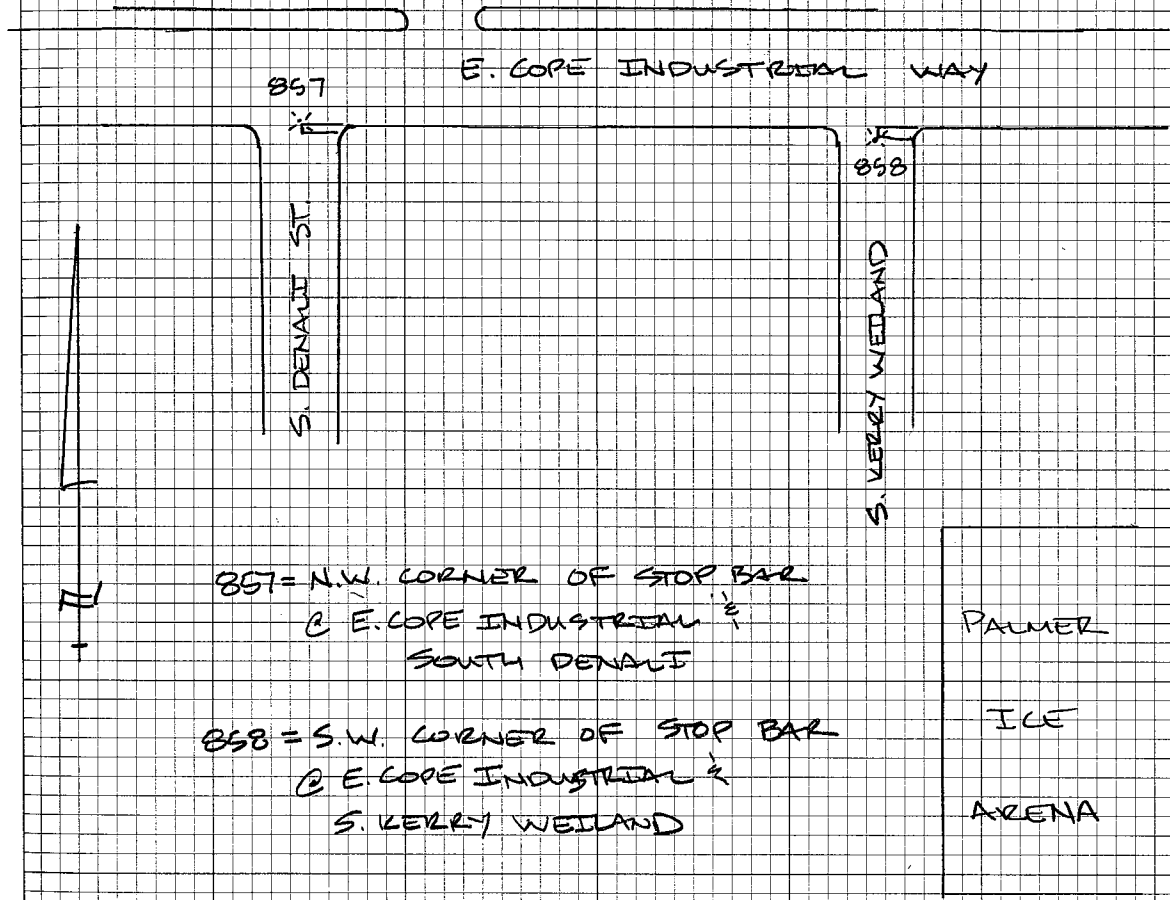 E. COPE INDUSTRIAL WAY
857
858
S. DENALI ST.
S. KERRY WEILAND
857 = N.W. CORNER OF STOP BAR
@ E. COPE INDUSTRIAL &
SOUTH DENALI
858 = S.W. CORNER OF STOP BAR
@ E. COPE INDUSTRIAL &
S. KERRY WEILAND
PALMER
ICE
ARENA